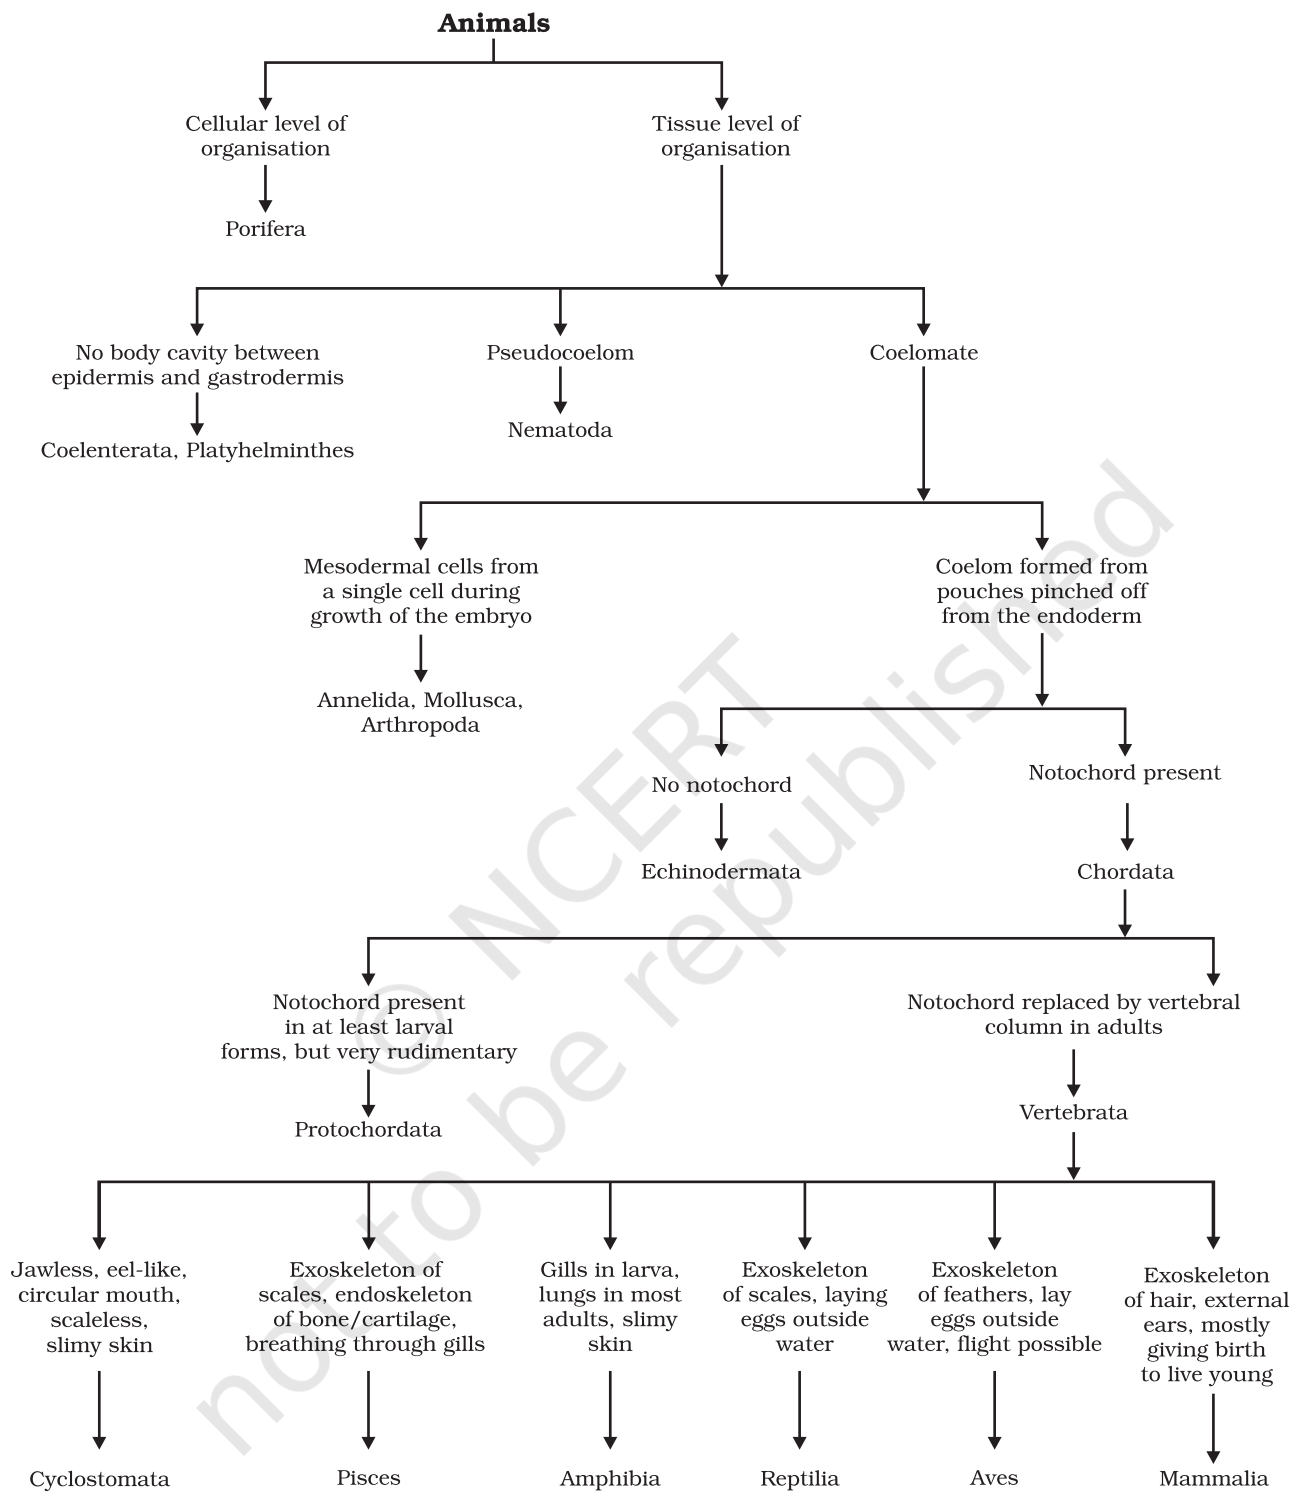 Animals
Cellular level of
organisation
Tissue level of
organisation
Porifera
No body cavity between
epidermis and gastrodermis
Pseudocoelom
Coelomate
Coelenterata, Platyhelminthes
Nematoda
Mesodermal cells from
a single cell during
growth of the embryo
Coelom formed from
pouches pinched off
from the endoderm
Annelida, Mollusca,
Arthropoda
No notochord
Notochord present
Echinodermata
Chordata
Notochord present
in at least larval
forms, but very rudimentary
Notochord replaced by vertebral
column in adults
Protochordata
Vertebrata
Jawless, eel-like,
circular mouth,
scaleless,
slimy skin
Exoskeleton of
scales, endoskeleton
of bone/cartilage,
breathing through gills
Gills in larva,
lungs in most
adults, slimy
skin
Exoskeleton
of scales, laying
eggs outside
water
Exoskeleton
of feathers, lay
eggs outside
water, flight possible
Exoskeleton
of hair, external
ears, mostly
giving birth
to live young
Cyclostomata
Pisces
Amphibia
Reptilia
Aves
Mammalia
© NCERT
not to be republished